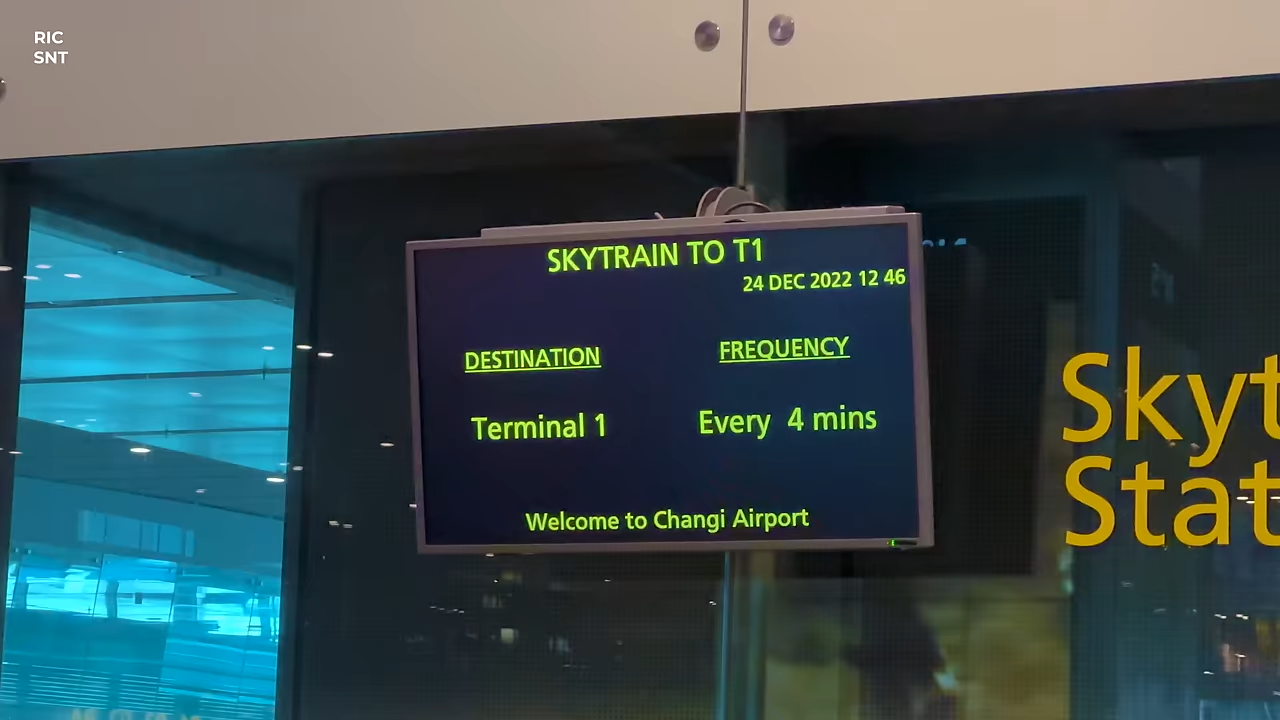 RIC
SNT
SKYTRAIN TO T1
24 DEC 2022 12 46
DESTINATION
FREQUENCY
Terminal 1
Every 4 mins
Welcome to Changi Airport
Skyt
Stat